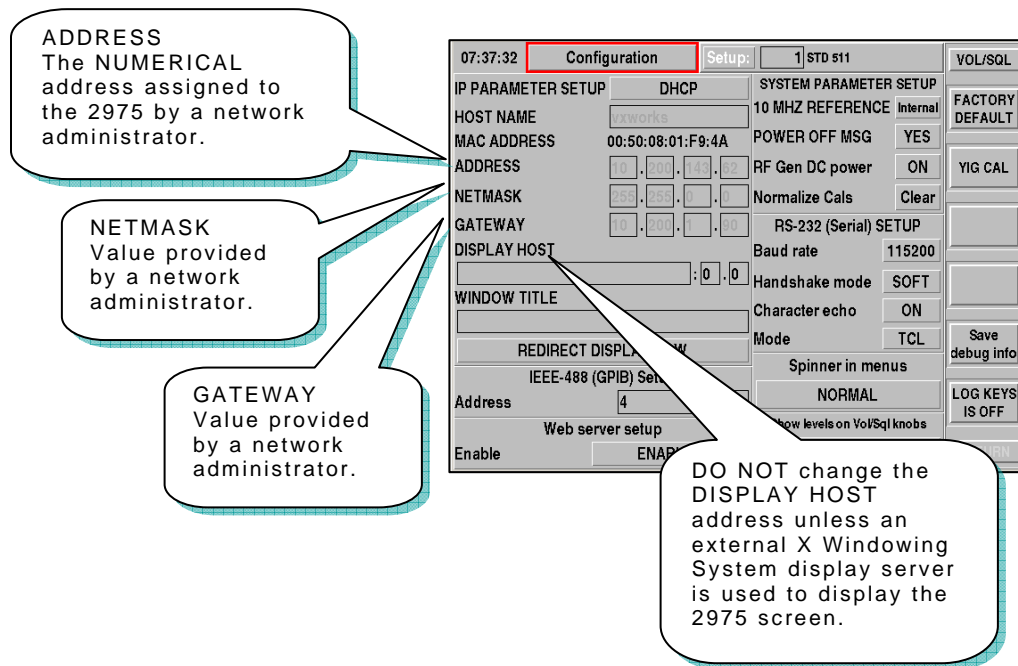 ADDRESS
The NUMERICAL
address assigned to
the 2975 by a network
administrator.
NETMASK
Value provided
by a network
administrator.
GATEWAY
Value provided
by a network
administrator.
07:37:32 Configuration Setup: 1 STD 511
IP PARAMETER SETUP DHCP
HOST NAME vxworks
MAC ADDRESS 00:50:08:01:F9:4A
ADDRESS 10 . 200 . 143 . 62
NETMASK 255 . 255 . 0 . 0
GATEWAY 10 . 200 . 1 . 90
DISPLAY HOST
: 0 . 0
WINDOW TITLE
REDIRECT DISPLAY
IEEE-488 (GPIB)
Address 4
Web server setup
Enable
SYSTEM PARAMETER SETUP
10 MHZ REFERENCE Internal
POWER OFF MSG YES
RF Gen DC power ON
Normalize Cals Clear
RS-232 (Serial) SETUP
Baud rate 115200
Handshake mode SOFT
Character echo ON
Mode TCL
Spinner in menus
NORMAL
levels on Vol/Sql knobs
VOL/SQL
FACTORY
DEFAULT
YIG CAL
Save
debug info
LOG KEYS
IS OFF
DO NOT change the
DISPLAY HOST
address unless an
external X Windowing
System display server
is used to display the
2975 screen.